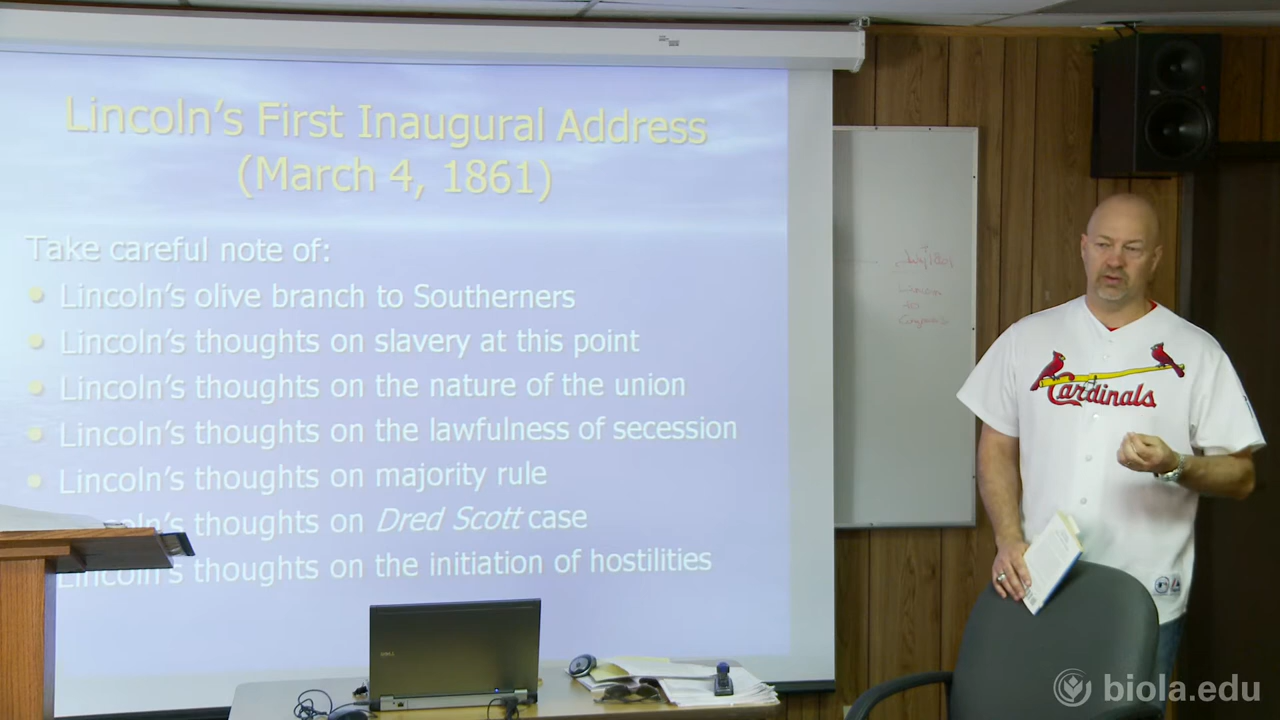 Lincoln's First Inaugural Address
(March 4, 1861)
Take careful note of:
Lincoln's olive branch to Southerners
Lincoln's thoughts on slavery at this point
Lincoln's thoughts on the nature of the union
Lincoln's thoughts on the lawfulness of secession
Lincoln's thoughts on majority rule
thoughts on Dred Scott case
Lincoln's thoughts on the initiation of hostilities
Cardinals
DELL
biola.edu